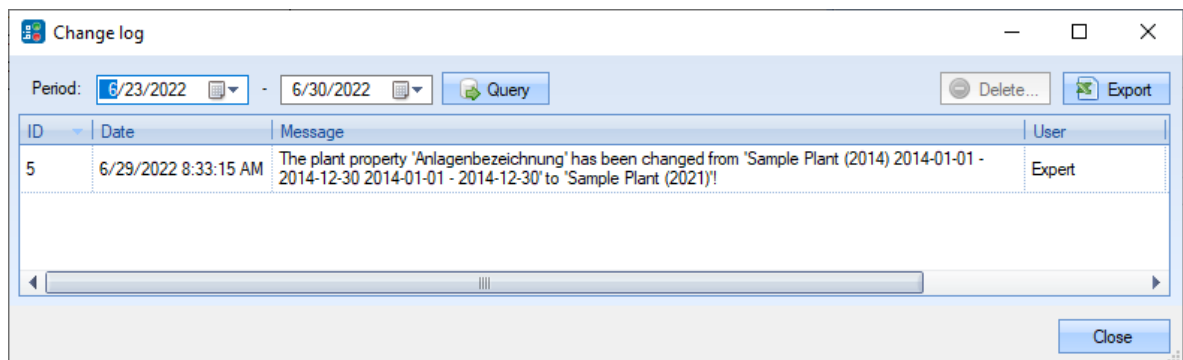 Change log
Period: 6/23/2022 - 6/30/2022 Query Delete... Export
ID Date Message User
5 6/29/2022 8:33:15 AM The plant property 'Anlagenbezeichnung' has been changed from 'Sample Plant (2014) 2014-01-01 -
2014-12-30 2014-01-01 - 2014-12-30' to 'Sample Plant (2021)'! Expert
Close